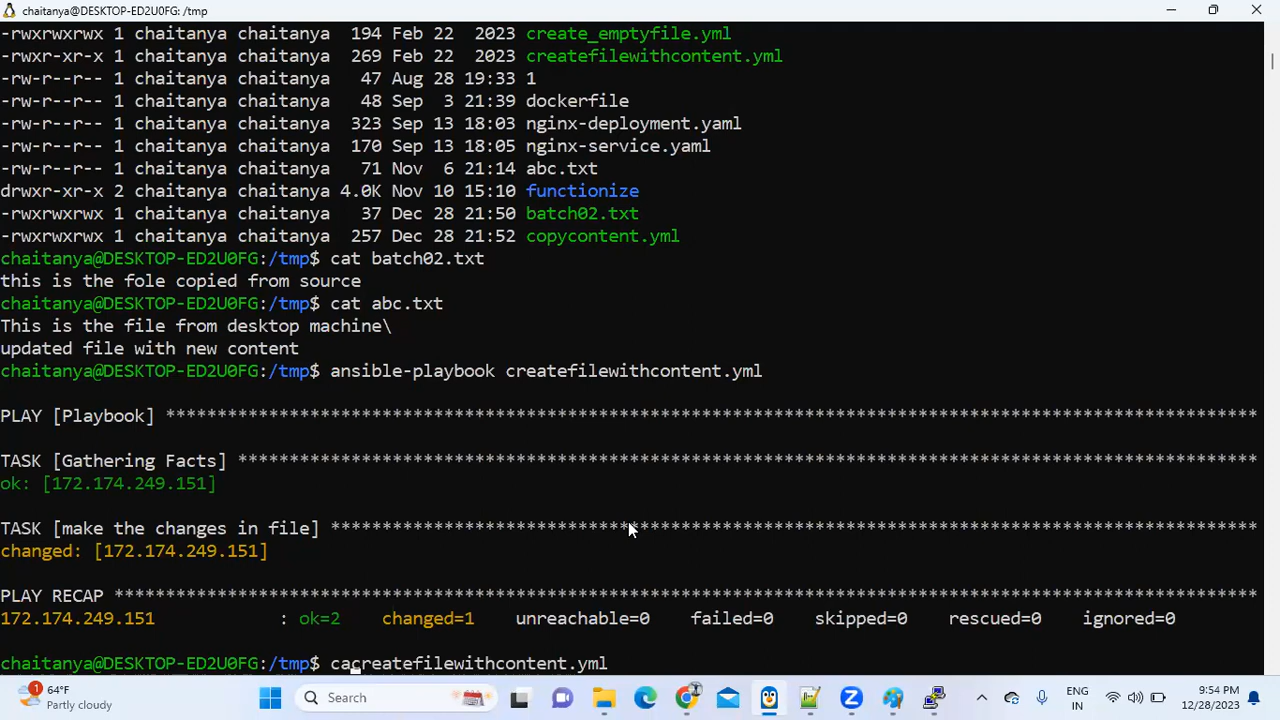 chaitanya@DESKTOP-ED2U0FG: /tmp
-rwxrwxrwx 1 chaitanya chaitanya  194 Feb 22  2023 create_emptyfile.yml
-rwxr-xr-x 1 chaitanya chaitanya  269 Feb 22  2023 createfilewithcontent.yml
-rw-r--r-- 1 chaitanya chaitanya   47 Aug 28 19:33 1
-rw-r--r-- 1 chaitanya chaitanya   48 Sep  3 21:39 dockerfile
-rw-r--r-- 1 chaitanya chaitanya  323 Sep 13 18:03 nginx-deployment.yaml
-rw-r--r-- 1 chaitanya chaitanya  170 Sep 13 18:05 nginx-service.yaml
-rw-r--r-- 1 chaitanya chaitanya   71 Nov  6 21:14 abc.txt
drwxr-xr-x 2 chaitanya chaitanya 4.0K Nov 10 15:10 functionize
-rwxrwxrwx 1 chaitanya chaitanya   37 Dec 28 21:50 batch02.txt
-rwxrwxrwx 1 chaitanya chaitanya  257 Dec 28 21:52 copycontent.yml
chaitanya@DESKTOP-ED2U0FG:/tmp$ cat batch02.txt
this is the fole copied from source
chaitanya@DESKTOP-ED2U0FG:/tmp$ cat abc.txt
This is the file from desktop machine\
updated file with new content
chaitanya@DESKTOP-ED2U0FG:/tmp$ ansible-playbook createfilewithcontent.yml
PLAY [Playbook] **********************************************************************************************************
TASK [Gathering Facts] ***************************************************************************************************
ok: [172.174.249.151]
TASK [make the changes in file] ******************************************************************************************
changed: [172.174.249.151]
PLAY RECAP ***************************************************************************************************************
172.174.249.151            : ok=2    changed=1    unreachable=0    failed=0    skipped=0    rescued=0    ignored=0
chaitanya@DESKTOP-ED2U0FG:/tmp$ cacreatefilewithcontent.yml
1
64°F
Partly cloudy
Search
ENG
IN
9:54 PM
12/28/2023